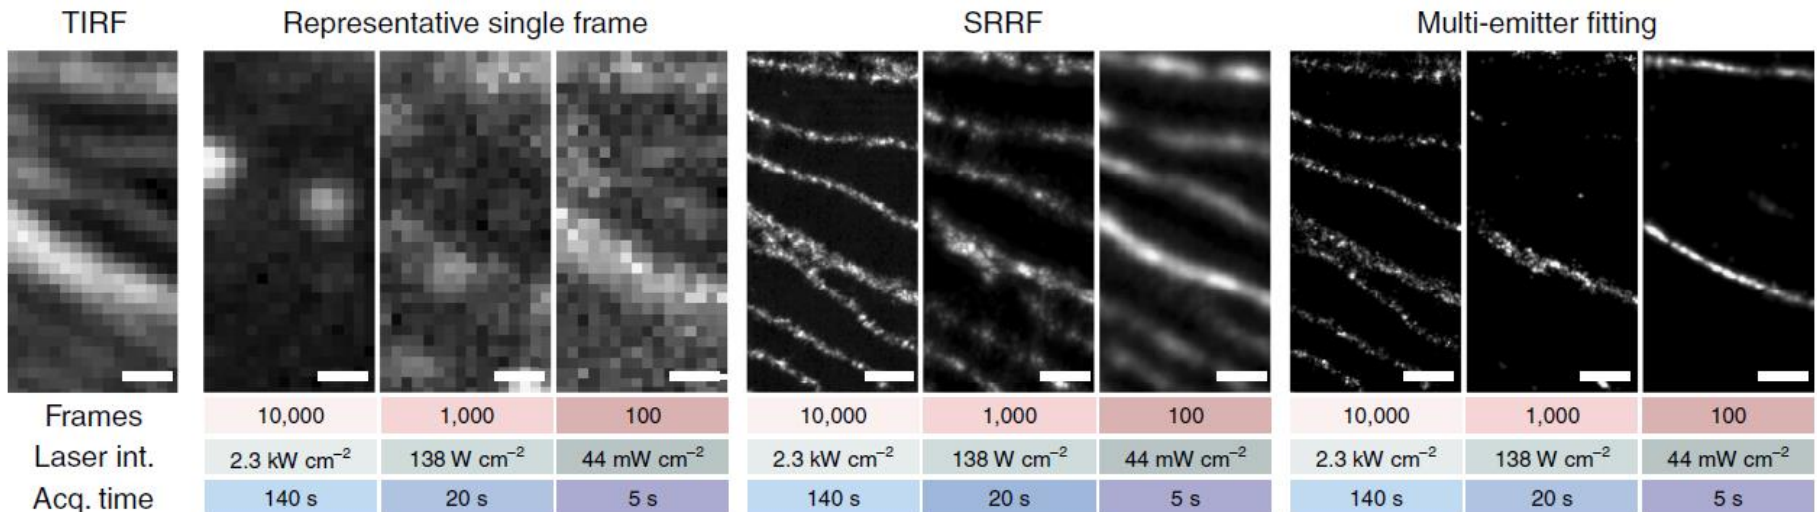 TIRF Representative single frame SRRF Multi-emitter fitting
Frames 10,000 1,000 100 10,000 1,000 100 10,000 1,000 100
Laser int. 2.3 kW cm⁻² 138 W cm⁻² 44 mW cm⁻² 2.3 kW cm⁻² 138 W cm⁻² 44 mW cm⁻² 2.3 kW cm⁻² 138 W cm⁻² 44 mW cm⁻²
Acq. time 140 s 20 s 5 s 140 s 20 s 5 s 140 s 20 s 5 s